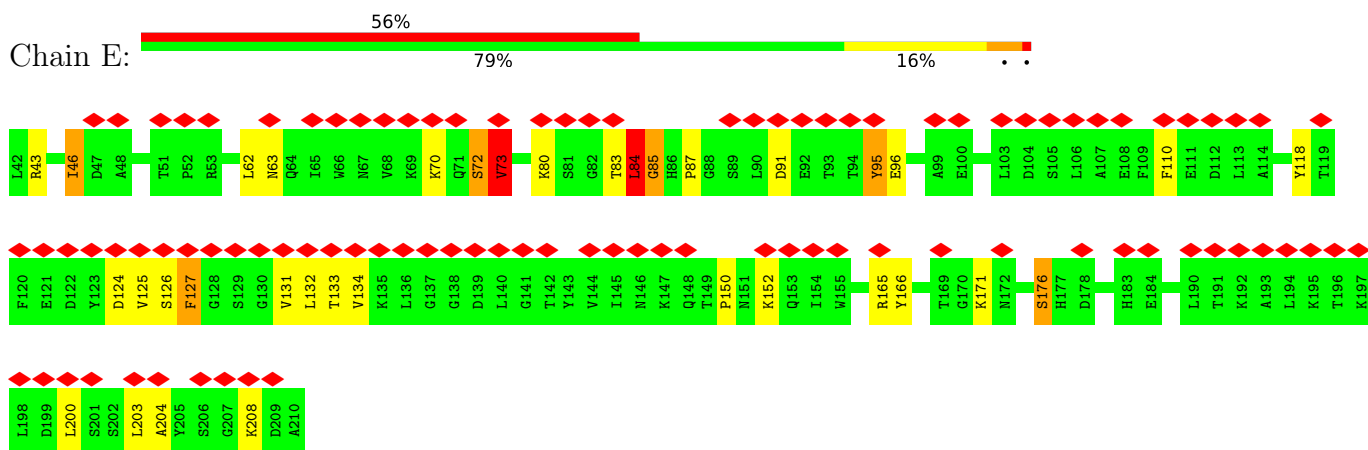 56%
Chain E:
79% 16% • •
L42 R43 I46 D47 A48 T51 P52 R53 L62 N63 Q64 I65 W66 N67 V68 K69 K70 Q71 S72 V73 K80 S81 G82 T83 L84 G85 H86 P87 G88 S89 L90 D91 E92 T93 T94 Y95 E96 A99 E100 L103 D104 S105 L106 A107 E108 F109 F110 E111 D112 L113 A114 Y118 T119
F120 E121 D122 Y123 D124 V125 S126 F127 G128 S129 G130 V131 L132 T133 V134 K135 L136 G137 G138 D139 L140 G141 T142 Y143 V144 I145 N146 K147 Q148 T149 P150 N151 K152 Q153 I154 W155 R165 Y166 T169 G170 K171 N172 S176 H177 D178 H183 E184 L190 T191 K192 A193 L194 K195 T196 K197
L198 D199 L200 S201 S202 L203 A204 Y205 S206 G207 K208 D209 A210